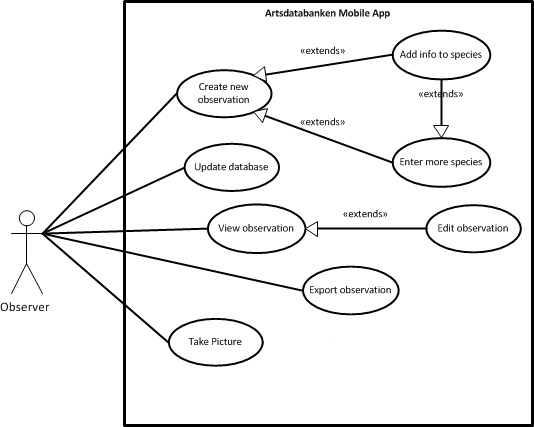 Artsdatabanken Mobile App
«extends»
Add info to species
Create new
observation
«extends»
«extends»
Enter more species
Update database
«extends»
View observation
Edit observation
Export observation
Observer
Take Picture